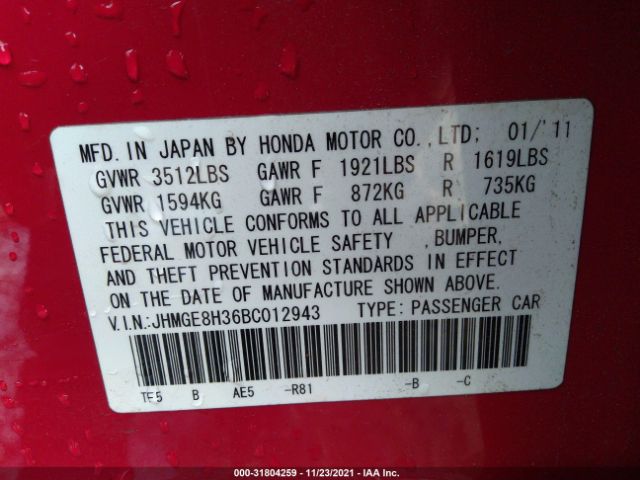 MFD. IN JAPAN BY HONDA MOTOR CO.,LTD: 01/'11
GVWR 3512LBS GAWR F 1921LBS R 1619LBS
GVWR 1594KG GAWR F 872KG R 735KG
THIS VEHICLE CONFORMS TO ALL APPLICABLE
FEDERAL MOTOR VEHICLE SAFETY ,BUMPER,
AND THEFT PREVENTION STANDARDS IN EFFECT
ON THE DATE OF MANUFACTURE SHOWN ABOVE.
V.I.N.:JHMGE8H36BC012943 TYPE: PASSENGER CAR
TF5 B AE5 -R81 -B -C
000-31804259 - 11/23/2021 - IAA Inc.